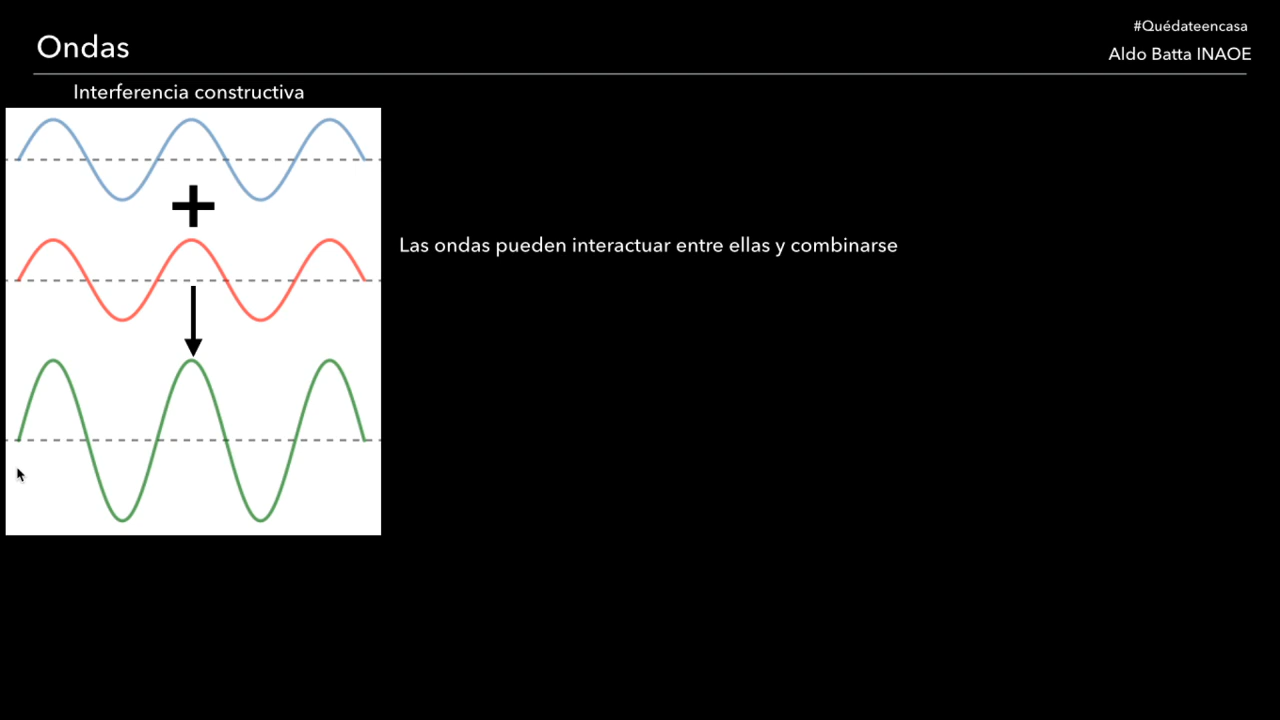 #Quédateencasa
Ondas
Aldo Batta INAOE
Interferencia constructiva
+
Las ondas pueden interactuar entre ellas y combinarse